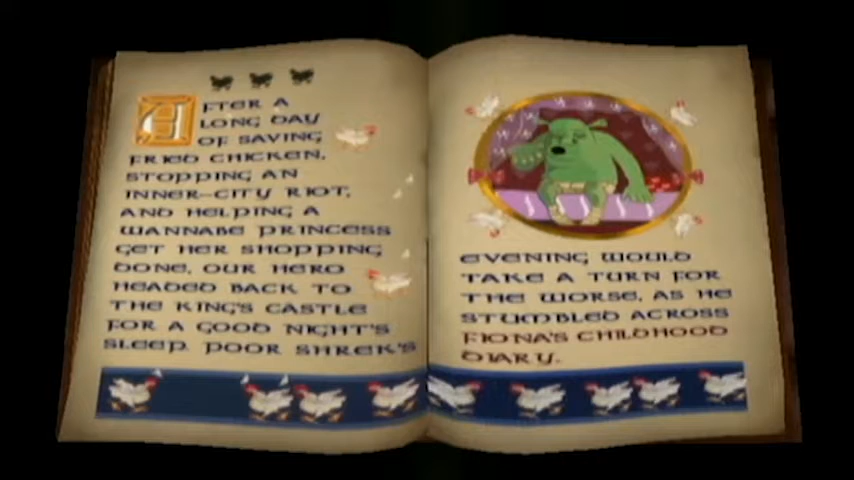 AFTER A
LONG DAY
OF SAVING
FRIED CHICKEN,
STOPPING AN
INNER-CITY RIOT,
AND HELPING A
WANNABE PRINCESS
GET HER SHOPPING
DONE, OUR HERO
HEADED BACK TO
THE KING'S CASTLE
FOR A GOOD NIGHT'S
SLEEP. POOR SHREK'S
EVENING WOULD
TAKE A TURN FOR
THE WORSE, AS HE
STUMBLED ACROSS
FIONA'S CHILDHOOD
DIARY.